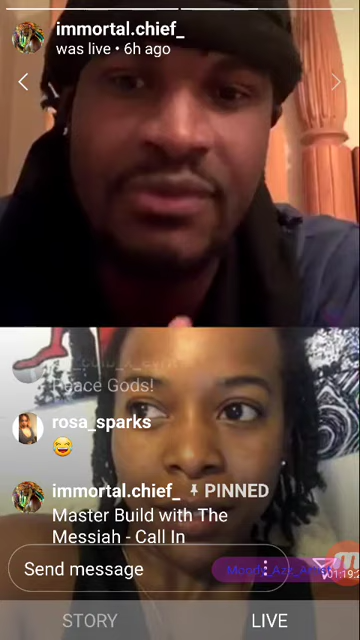 immortal.chief_
was live • 6h ago
Peace Gods!
rosa_sparks
😂
immortal.chief_ PINNED
Master Build with The
Messiah - Call In
Send message
STORY LIVE